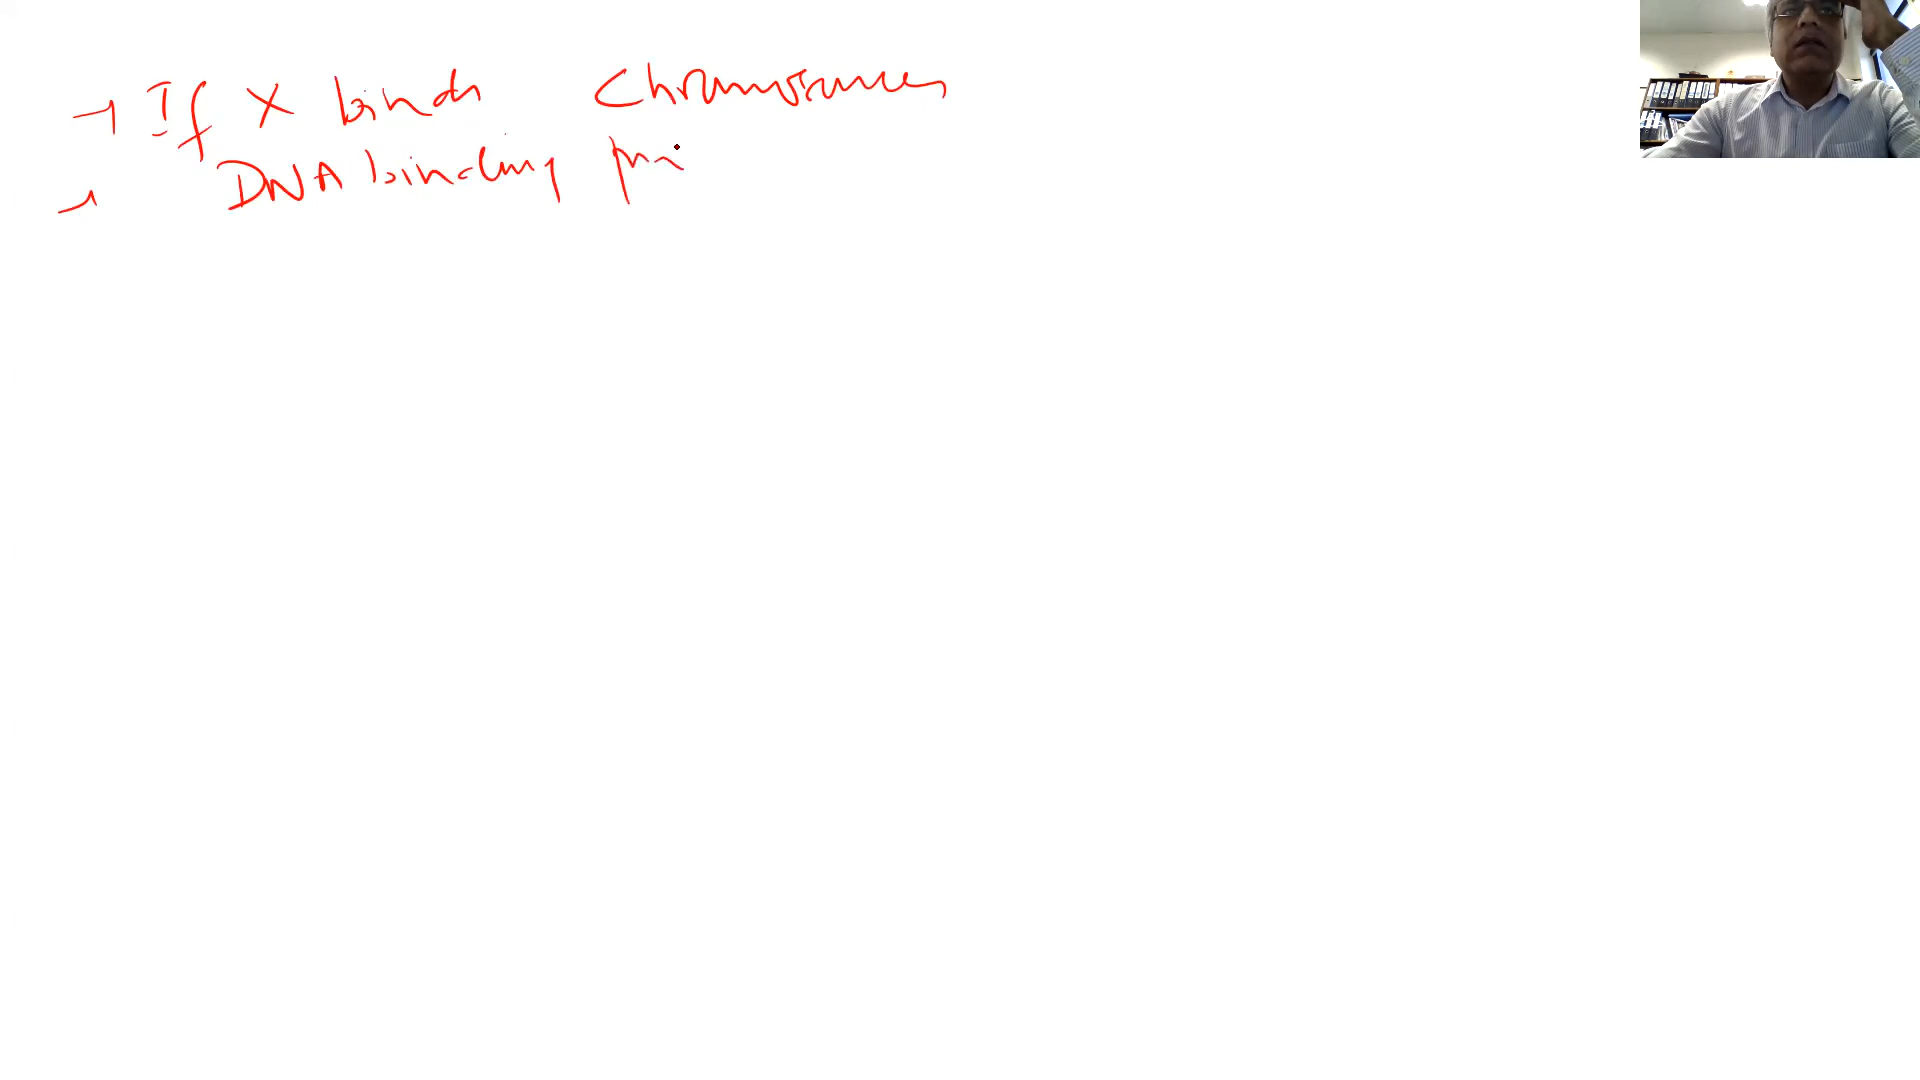 → If X binds Chromosomes
→ DNA binding